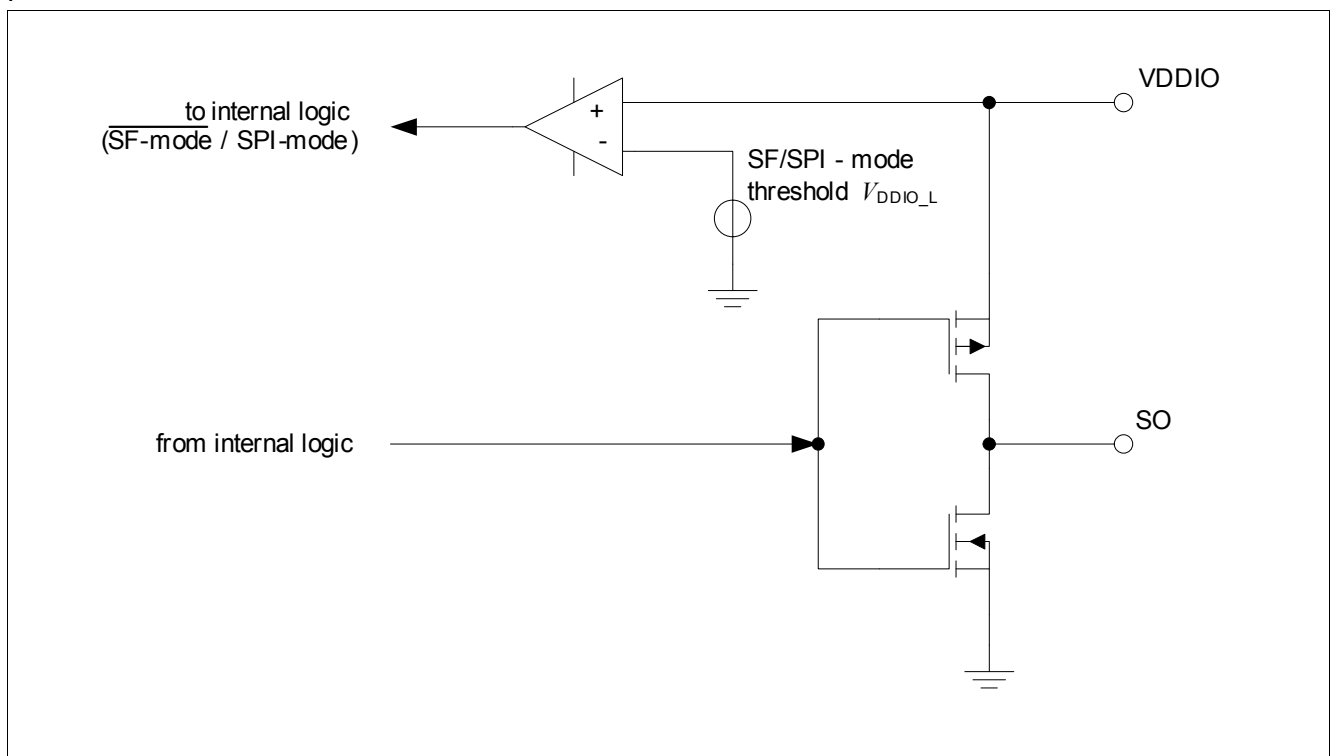 VDDIO
to internal logic
(SF-mode / SPI-mode)
+
-
SF/SPI - mode
threshold VDDIO_L
SO
from internal logic